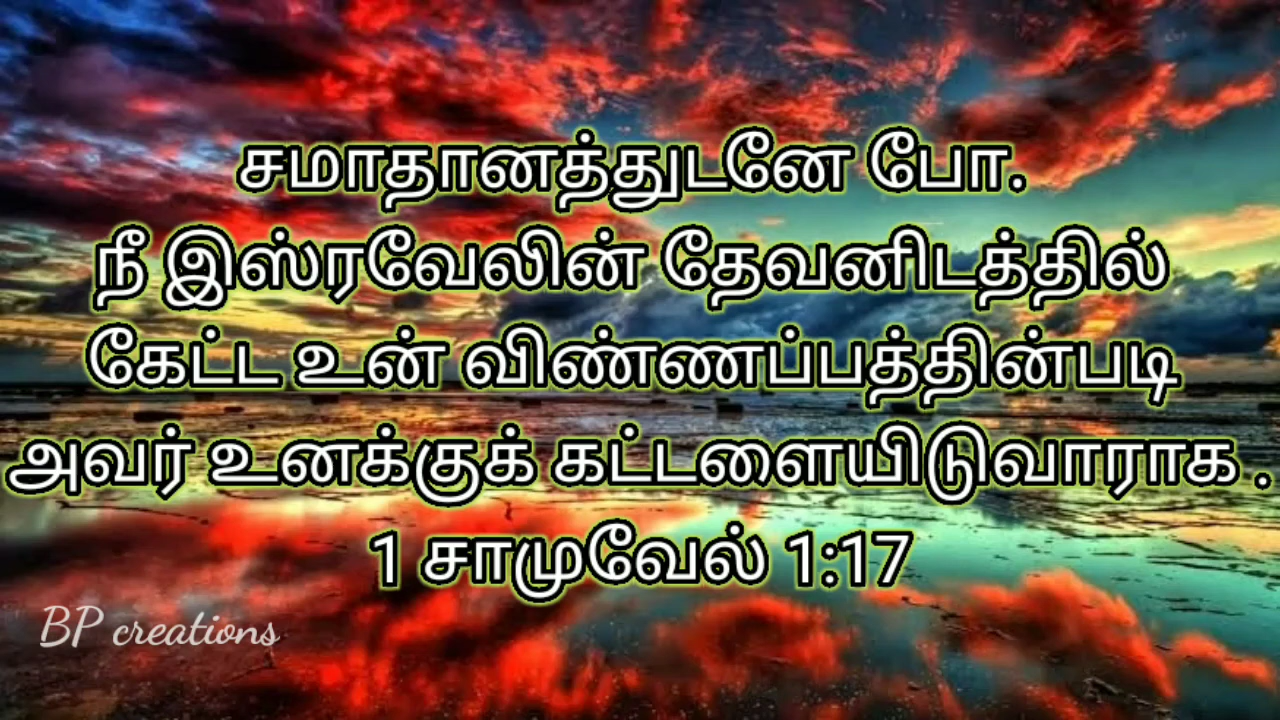 சமாதானத்துடனே போ.
நீ இஸ்ரவேலின் தேவனிடத்தில்
கேட்ட உன் விண்ணப்பத்தின்படி
அவர் உனக்குக் கட்டளையிடுவாராக .
1 சாமுவேல் 1:17
BP creations